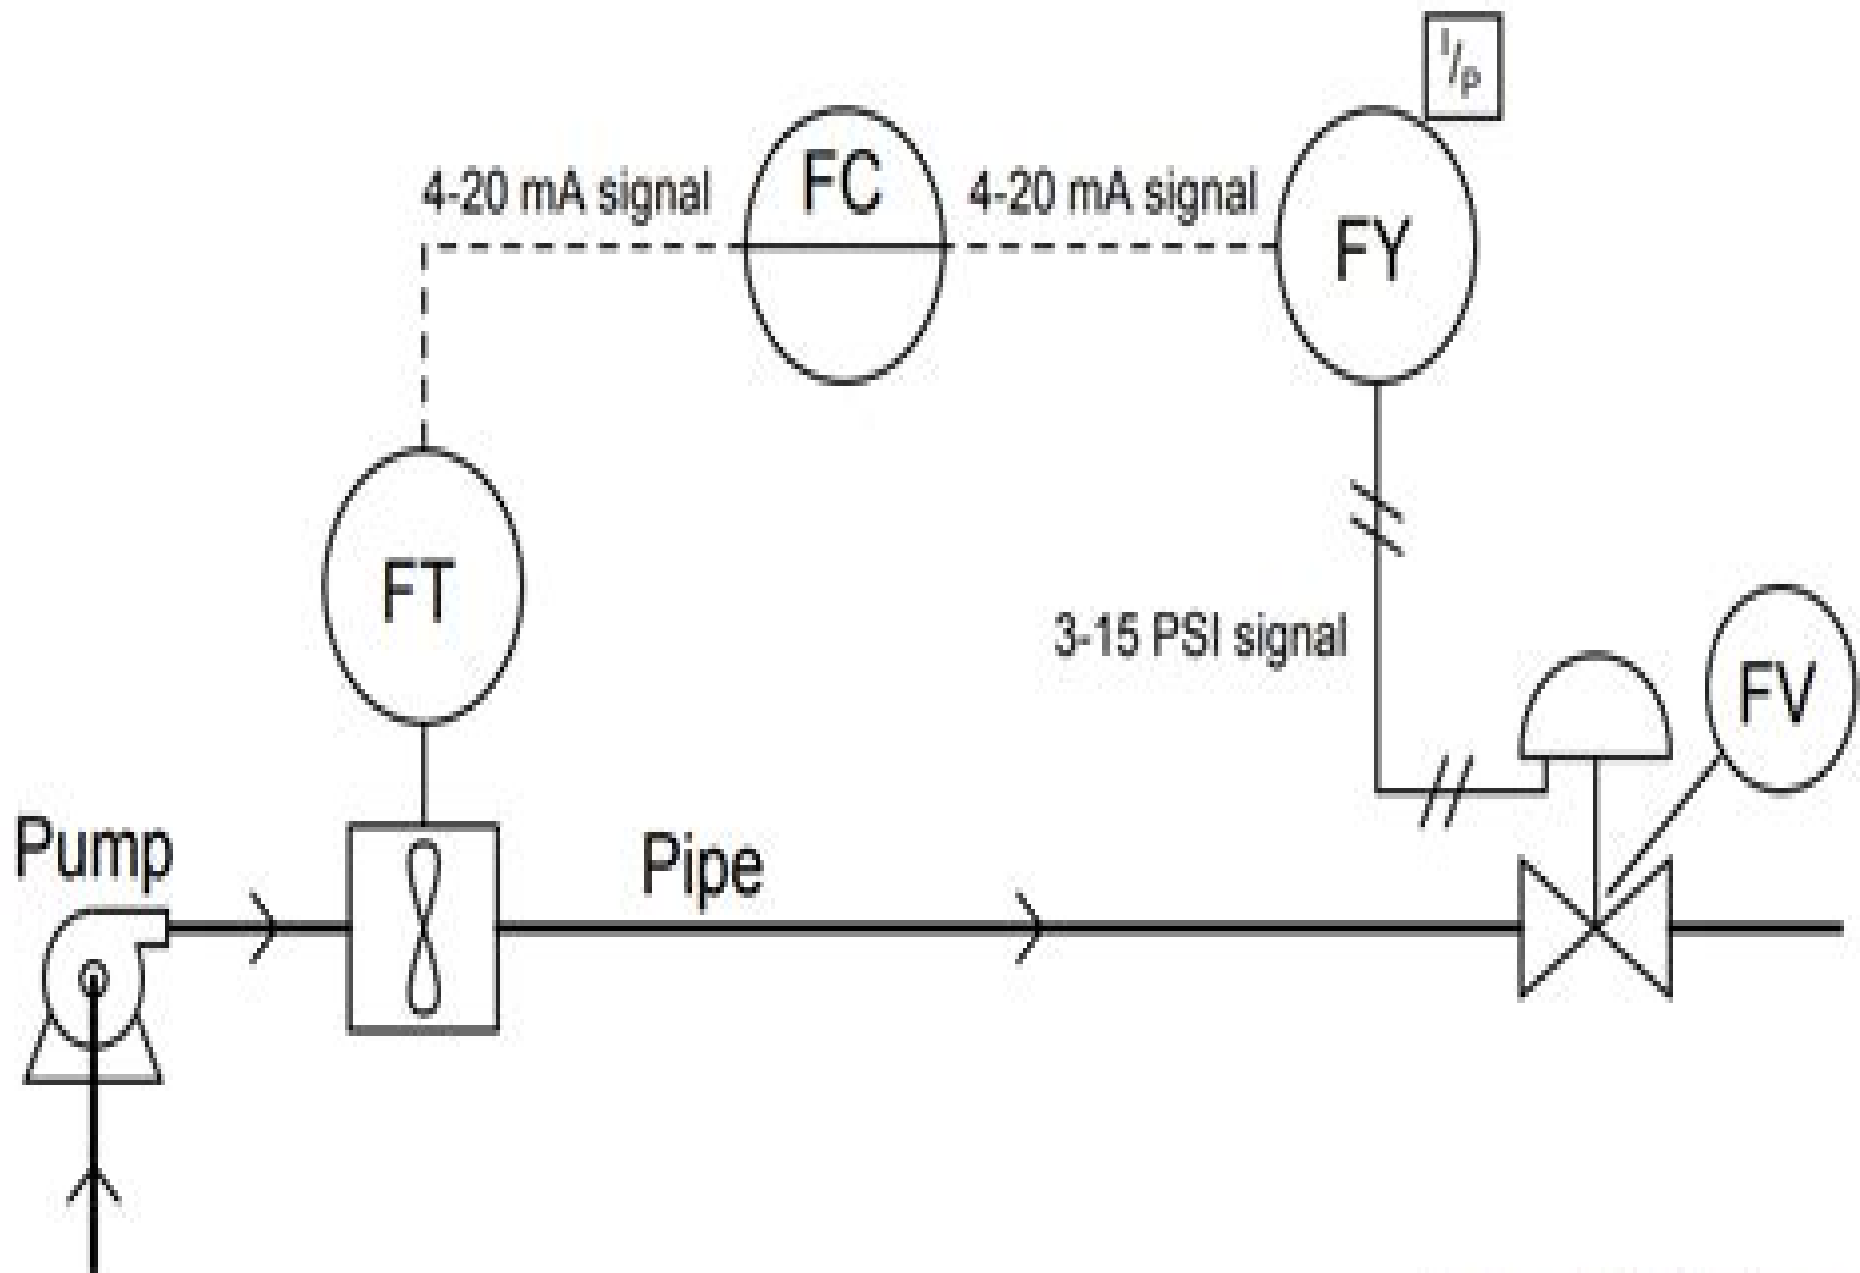 I/P
4-20 mA signal
FC
4-20 mA signal
FY
FT
3-15 PSI signal
FV
Pump
Pipe